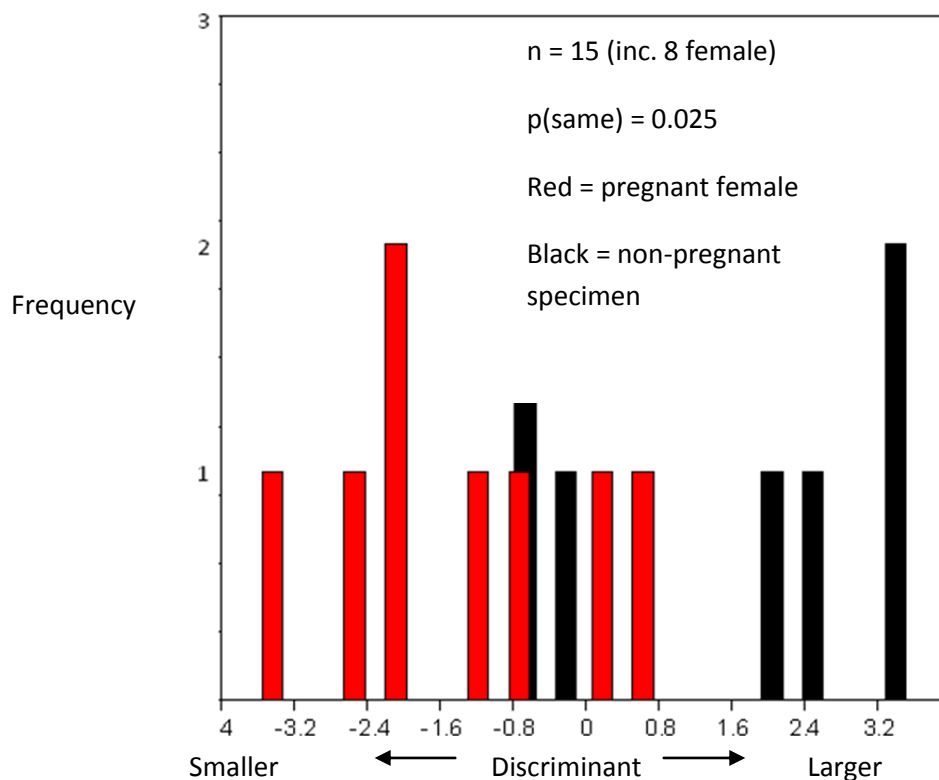 3
n = 15 (inc. 8 female)
p(same) = 0.025
Red = pregnant female
Black = non-pregnant
specimen
2
Frequency
1
4 -3.2 -2.4 -1.6 -0.8 0 0.8 1.6 2.4 3.2
Smaller Discriminant Larger